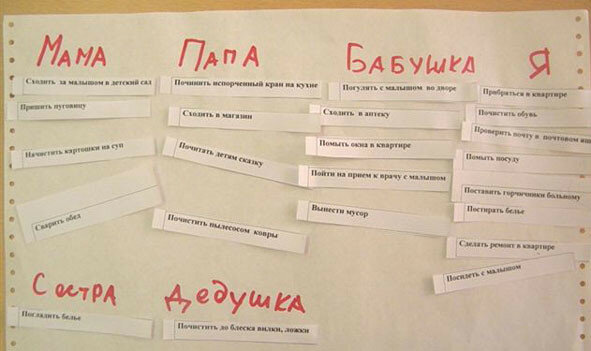 Мама
Сходить за малышом в детский сад
Пришить пуговицу
Начистить картошки на суп
Сварить обед
Папа
Починить испорченный кран на кухне
Сходить в магазин
Почитать детям сказку
Почистить пылесосом ковры
Бабушка
Погулять с малышом во дворе
Сходить в аптеку
Помыть окна в квартире
Пойти на прием к врачу с малышом
Вынести мусор
Я
Прибраться в квартире
Почистить обувь
Проверить почту в почтовом
Помыть посуду
Поставить горчичники больному
Постирать белье
Сделать ремонт в квартире
Посидеть с малышом
Сестра
Погладить белье
Дедушка
Почистить до блеска вилки, ложки